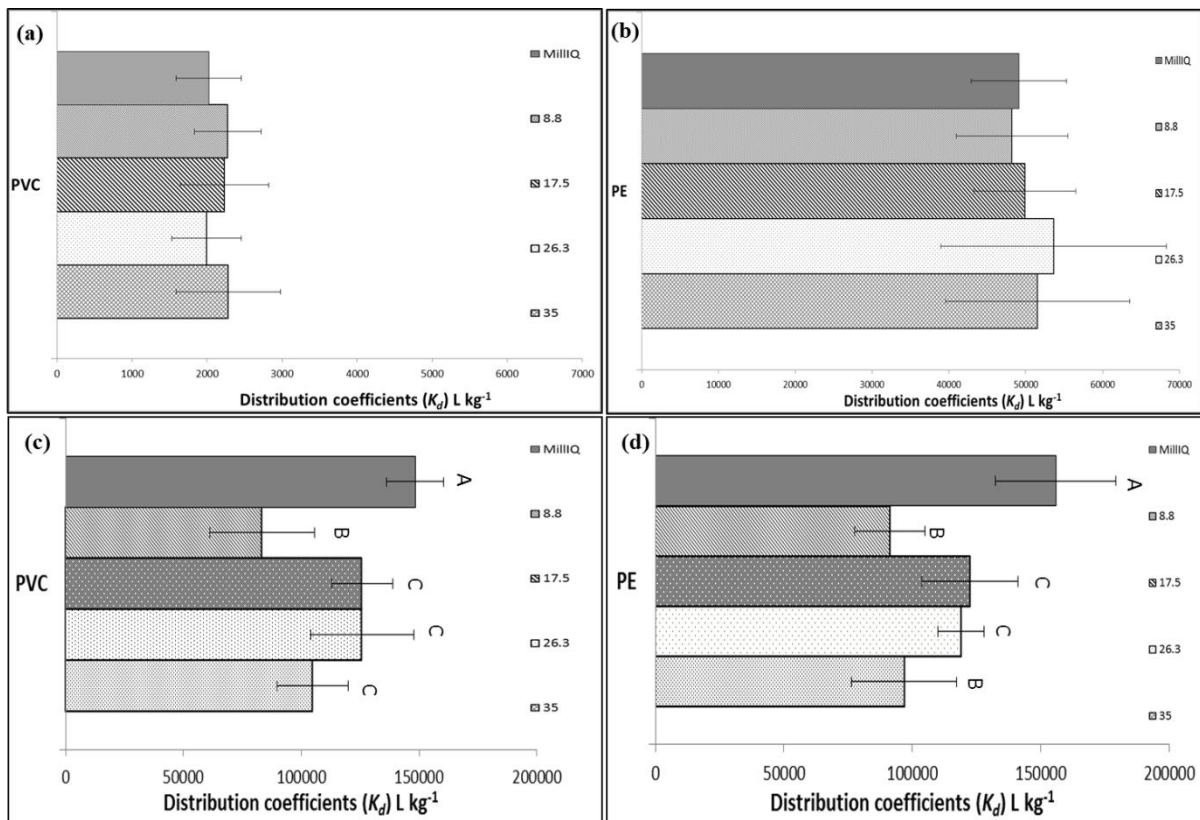 (a)
MillIQ
8.8
PVC
17.5
26.3
35
0 1000 2000 3000 4000 5000 6000 7000
Distribution coefficients (Kd) L kg-1
(b)
MillIQ
8.8
PE
17.5
26.3
35
0 10000 20000 30000 40000 50000 60000 70000
Distribution coefficients (Kd) L kg-1
(c)
MillIQ
A
8.8
B
PVC
17.5
C
26.3
C
35
C
0 50000 100000 150000 200000
Distribution coefficients (Kd) L kg-1
(d)
MillIQ
A
8.8
B
PE
17.5
C
26.3
C
35
B
0 50000 100000 150000 200000
Distribution coefficients (Kd) L kg-1